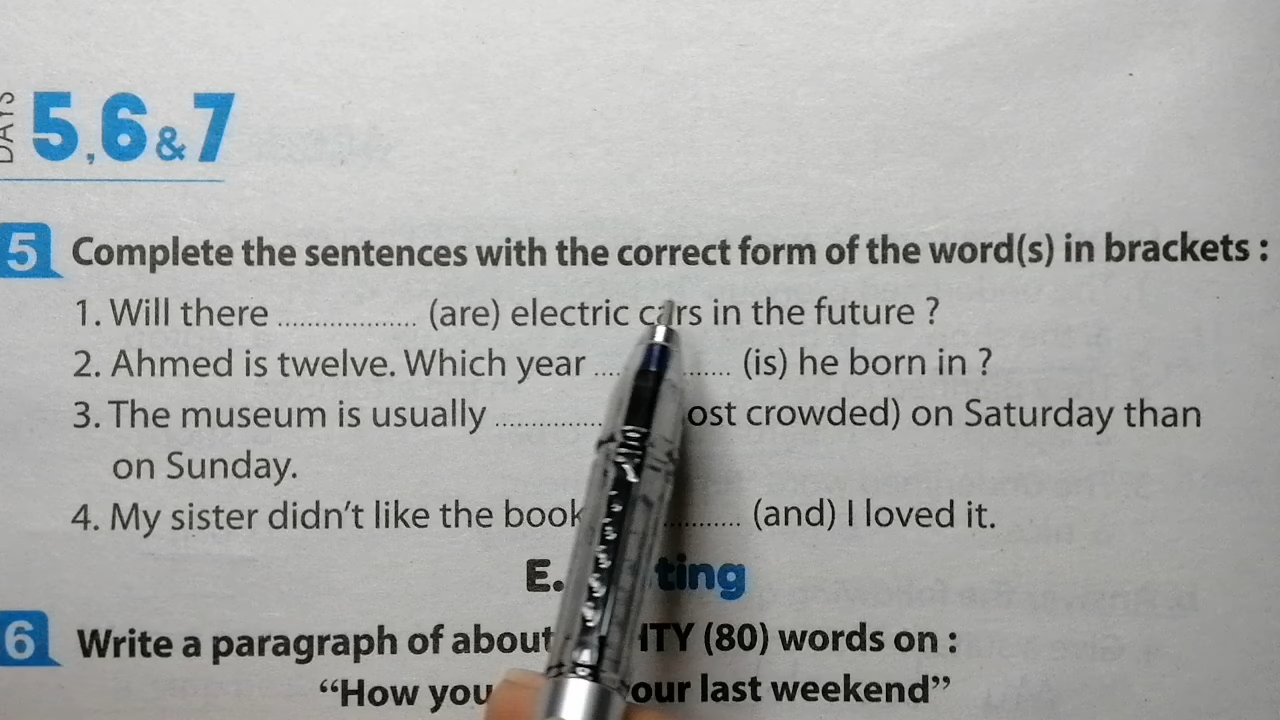 DAYS 5,6&7
5 Complete the sentences with the correct form of the word(s) in brackets :
1. Will there .................. (are) electric cars in the future ?
2. Ahmed is twelve. Which year .... ....... (is) he born in ?
3. The museum is usually .............. ost crowded) on Saturday than
on Sunday.
4. My sister didn't like the book .......... (and) I loved it.
E. ting
6 Write a paragraph of about (80) words on :
"How you our last weekend"